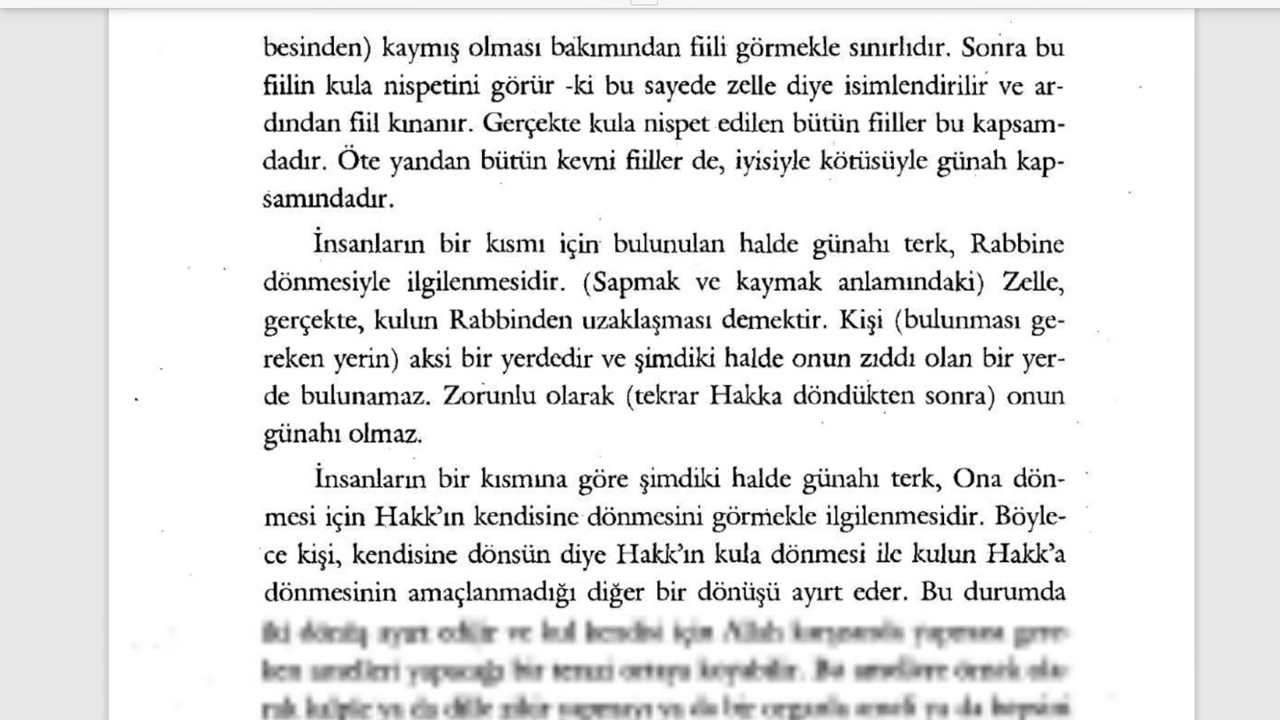 besinden) kaymış olması bakımından fiili görmekle sınırlıdır. Sonra bu
fiilin kula nispetini görür -ki bu sayede zelle diye isimlendirilir ve ar-
dından fiil kınanır. Gerçekte kula nispet edilen bütün fiiller bu kapsam-
dadır. Öte yandan bütün kevni fiiller de, iyisiyle kötüsüyle günah kap-
samındadır.
İnsanların bir kısmı için bulunulan halde günahı terk, Rabbine
dönmesiyle ilgilenmesidir. (Sapmak ve kaymak anlamındaki) Zelle,
gerçekte, kulun Rabbinden uzaklaşması demektir. Kişi (bulunması ge-
reken yerin) aksi bir yerdedir ve şimdiki halde onun zıddı olan bir yer-
de bulunamaz. Zorunlu olarak (tekrar Hakka döndükten sonra) onun
günahı olmaz.
İnsanların bir kısmına göre şimdiki halde günahı terk, Ona dön-
mesi için Hakk'ın kendisine dönmesini görmekle ilgilenmesidir. Böyle-
ce kişi, kendisine dönsün diye Hakk'ın kula dönmesi ile kulun Hakk'a
dönmesinin amaçlanmadığı diğer bir dönüşü ayırt eder. Bu durumda